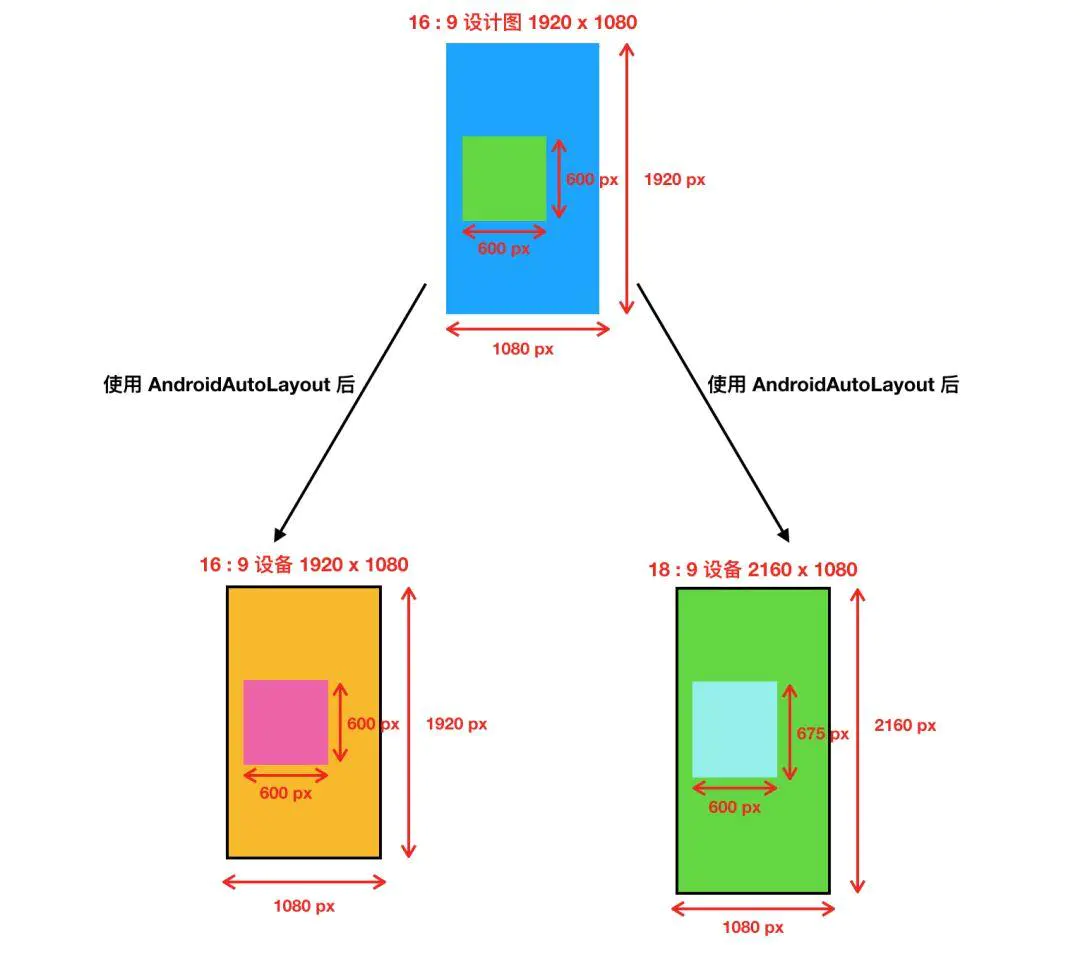 16 : 9 设计图 1920 x 1080
600 px
1920 px
600 px
1080 px
使用 AndroidAutoLayout 后
使用 AndroidAutoLayout 后
16 : 9 设备 1920 x 1080
600 px
1920 px
600 px
1080 px
18 : 9 设备 2160 x 1080
675 px
2160 px
600 px
1080 px